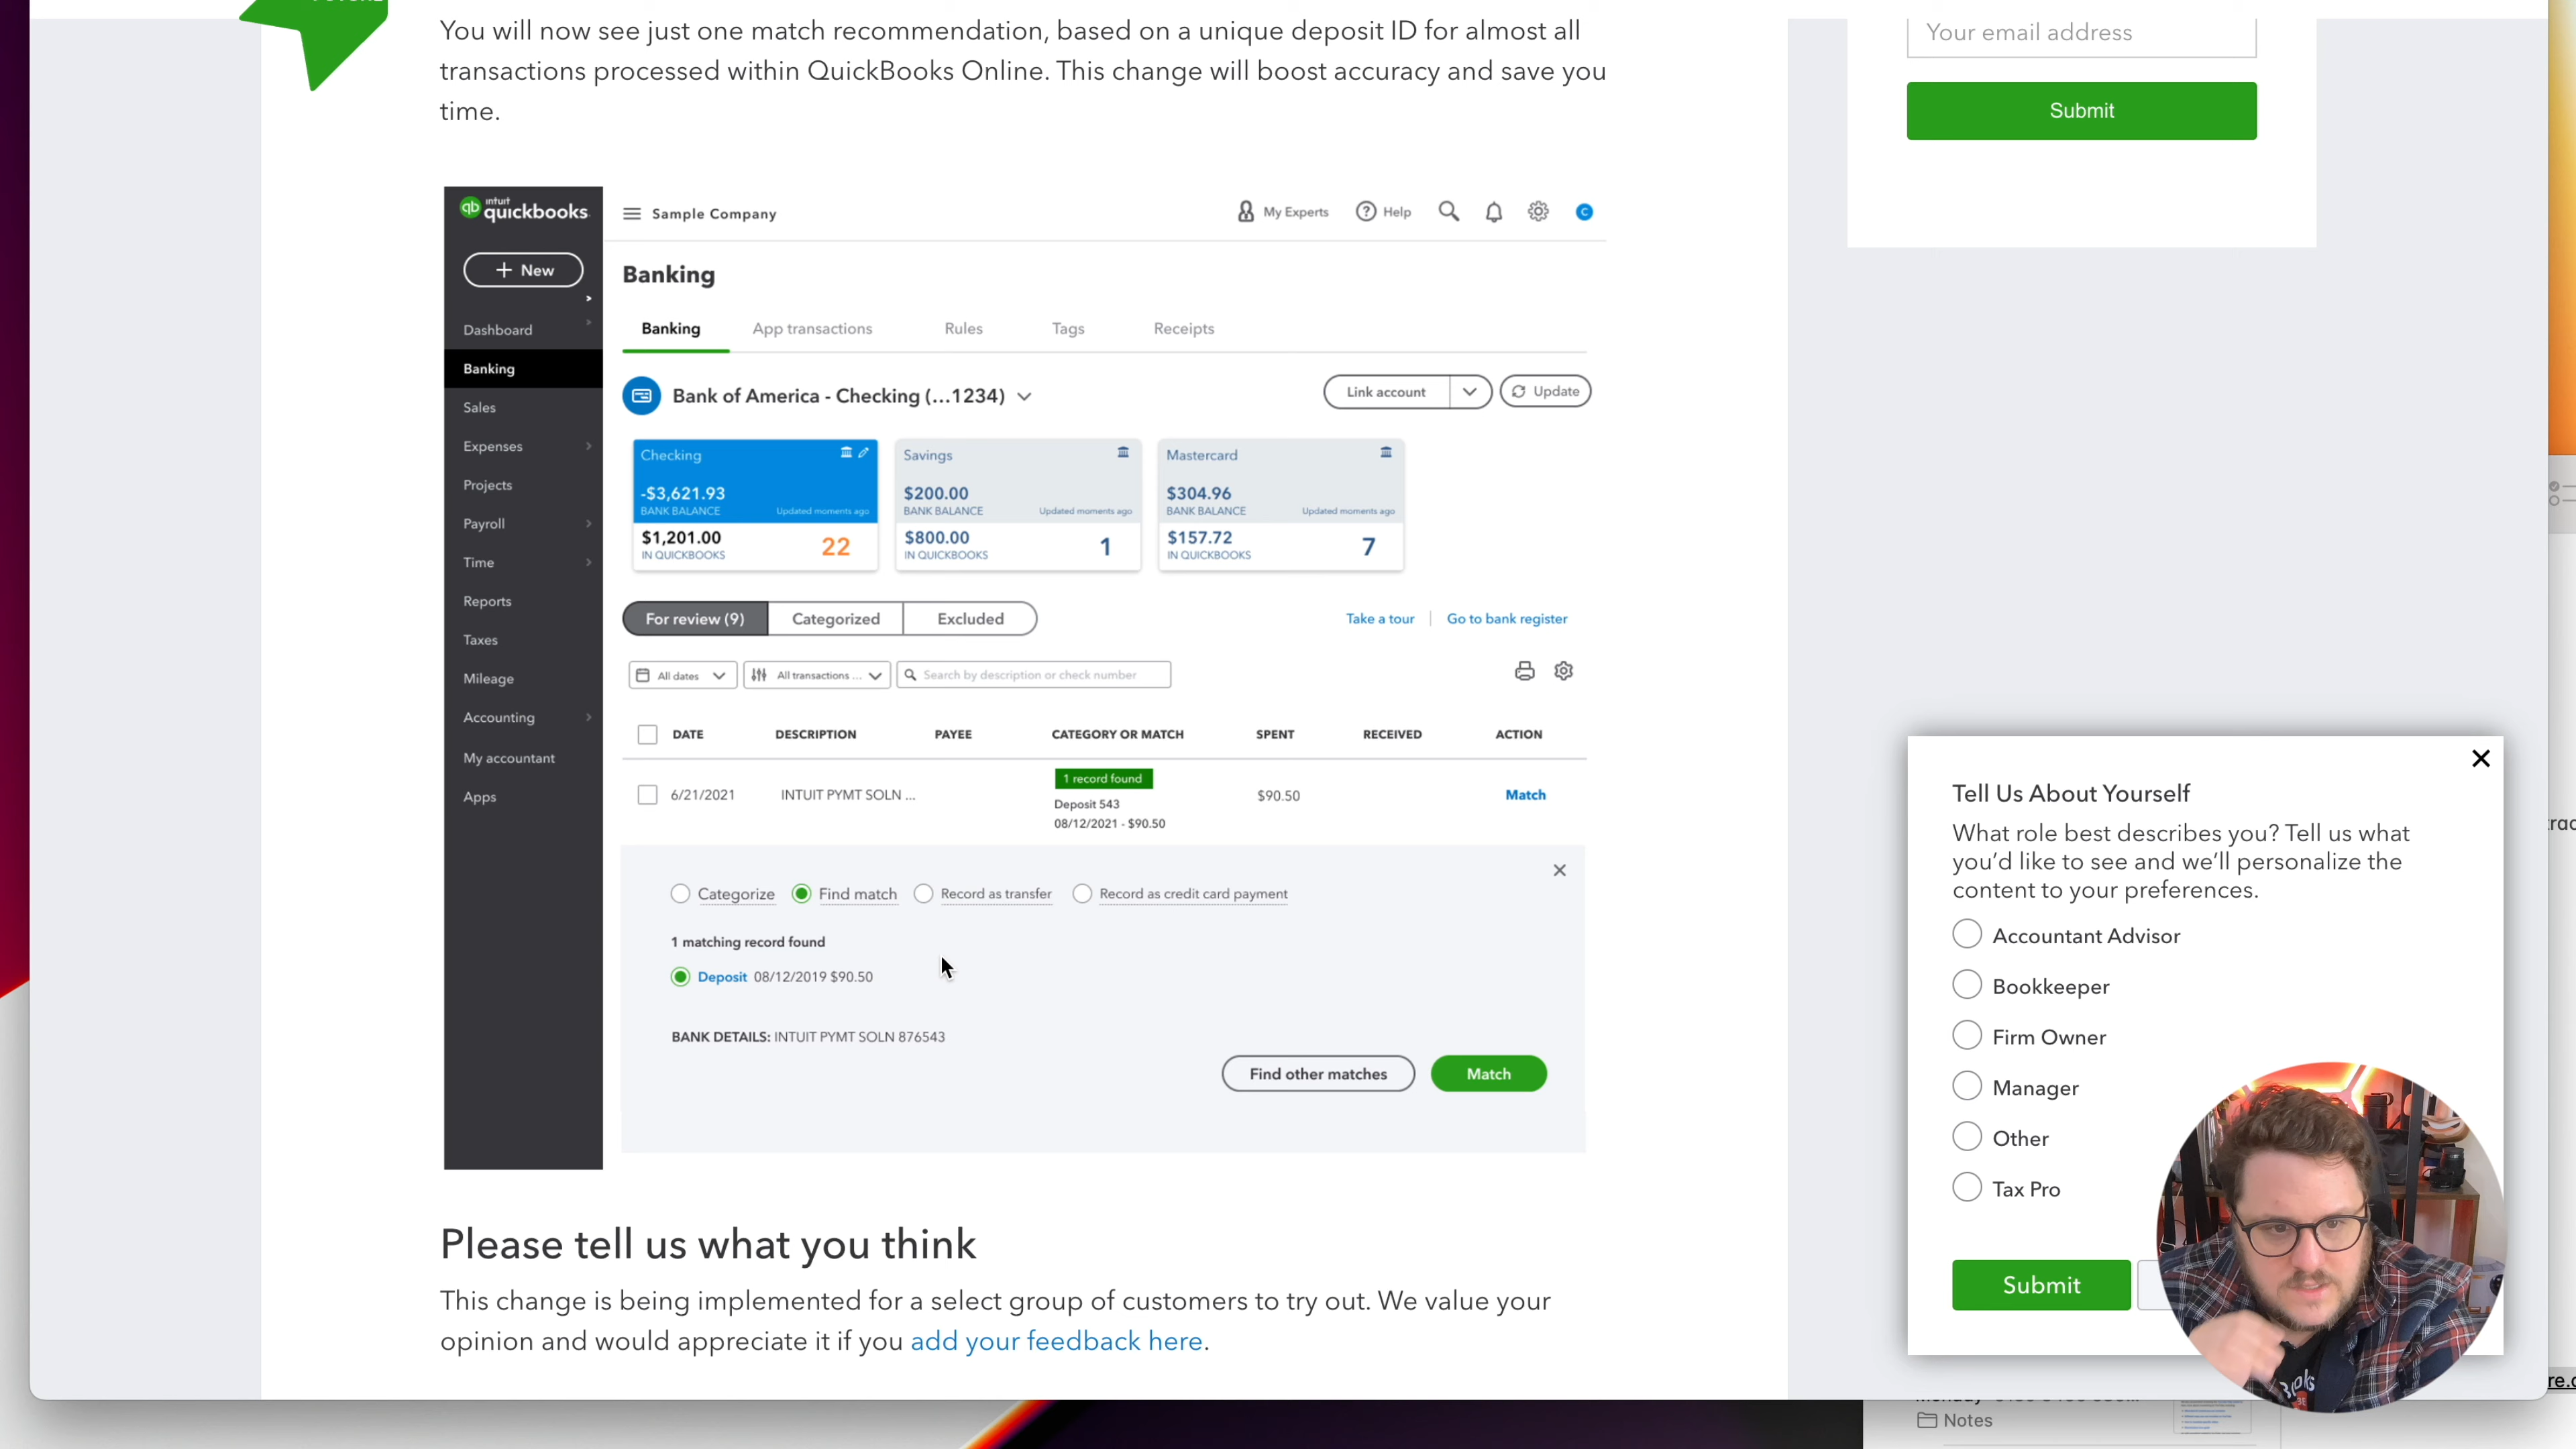 You will now see just one match recommendation, based on a unique deposit ID for almost all
transactions processed within QuickBooks Online. This change will boost accuracy and save you
time.
Your email address
Submit
intuit
qb quickbooks.
Sample Company
My Experts
Help
C
+ New
Dashboard
Banking
Sales
Expenses
Projects
Payroll
Time
Reports
Taxes
Mileage
Accounting
My accountant
Apps
Banking
Banking App transactions Rules Tags Receipts
Bank of America - Checking (...1234)
Link account
Update
Checking
-$3,621.93
BANK BALANCE Updated moments ago
$1,201.00
IN QUICKBOOKS
22
Savings
$200.00
BANK BALANCE Updated moments ago
$800.00
IN QUICKBOOKS
1
Mastercard
$304.96
BANK BALANCE Updated moments ago
$157.72
IN QUICKBOOKS
7
For review (9) Categorized Excluded
Take a tour | Go to bank register
All dates
All transactions ...
Search by description or check number
DATE DESCRIPTION PAYEE CATEGORY OR MATCH SPENT RECEIVED ACTION
1 record found
6/21/2021 INTUIT PYMT SOLN ... $90.50 Match
Deposit 543
08/12/2021 - $90.50
Categorize Find match Record as transfer Record as credit card payment
1 matching record found
Deposit 08/12/2019 $90.50
BANK DETAILS: INTUIT PYMT SOLN 876543
Find other matches
Match
Please tell us what you think
This change is being implemented for a select group of customers to try out. We value your
opinion and would appreciate it if you add your feedback here.
Tell Us About Yourself
What role best describes you? Tell us what
you'd like to see and we'll personalize the
content to your preferences.
Accountant Advisor
Bookkeeper
Firm Owner
Manager
Other
Tax Pro
Submit
Notes